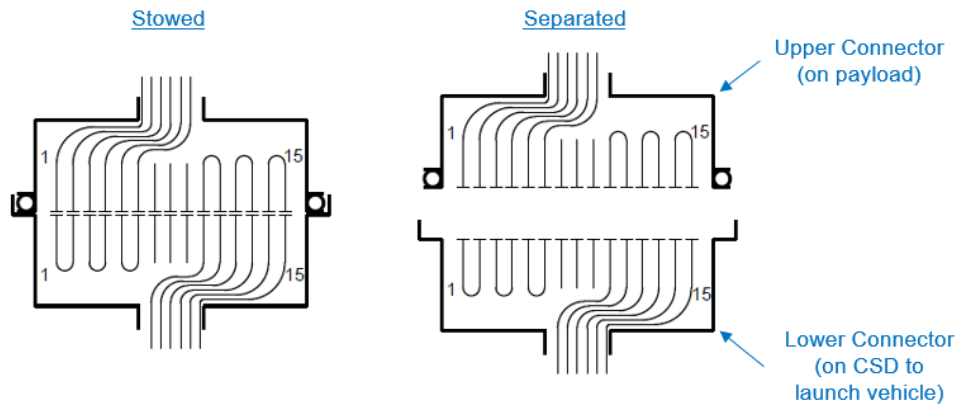 Stowed
Separated
Upper Connector
(on payload)
1
15
1
15
1
15
1
15
Lower Connector
(on CSD to
launch vehicle)